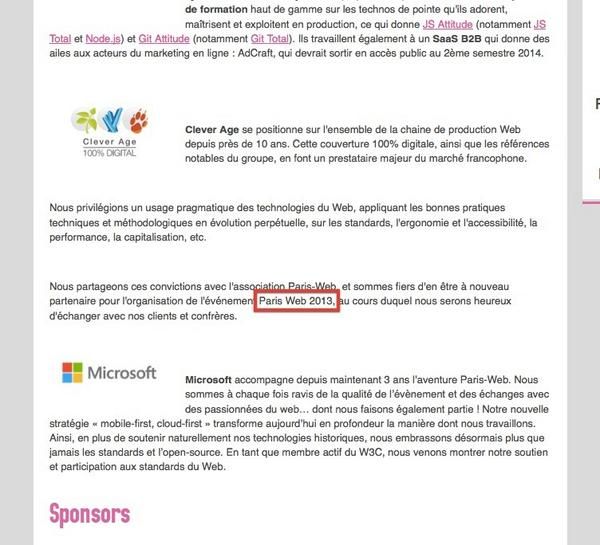 de formation haut de gamme sur les technos de pointe qu'ils adorent,
maîtrisent et exploitent en production, ce qui donne JS Attitude (notamment JS
Total et Node.js) et Git Attitude (notamment Git Total). Ils travaillent également à un SaaS B2B qui donne des
ailes aux acteurs du marketing en ligne : AdCraft, qui devrait sortir en accès public au 2ème semestre 2014.
Clever Age
100% DIGITAL
Clever Age se positionne sur l'ensemble de la chaine de production Web
depuis près de 10 ans. Cette couverture 100% digitale, ainsi que les références
notables du groupe, en font un prestataire majeur du marché francophone.
Nous privilégions un usage pragmatique des technologies du Web, appliquant les bonnes pratiques
techniques et méthodologiques en évolution perpétuelle, sur les standards, l'ergonomie et l'accessibilité, la
performance, la capitalisation, etc.
Nous partageons ces convictions avec l'association Paris-Web, et sommes fiers d'en être à nouveau
partenaire pour l'organisation de l'événement Paris Web 2013, au cours duquel nous serons heureux
d'échanger avec nos clients et confrères.
Microsoft
Microsoft accompagne depuis maintenant 3 ans l'aventure Paris-Web. Nous
sommes à chaque fois ravis de la qualité de l'évènement et des échanges avec
des passionnées du web… dont nous faisons également partie ! Notre nouvelle
stratégie « mobile-first, cloud-first » transforme aujourd'hui en profondeur la manière dont nous travaillons.
Ainsi, en plus de soutenir naturellement nos technologies historiques, nous embrassons désormais plus que
jamais les standards et l'open-source. En tant que membre actif du W3C, nous venons montrer notre soutien
et participation aux standards du Web.
Sponsors